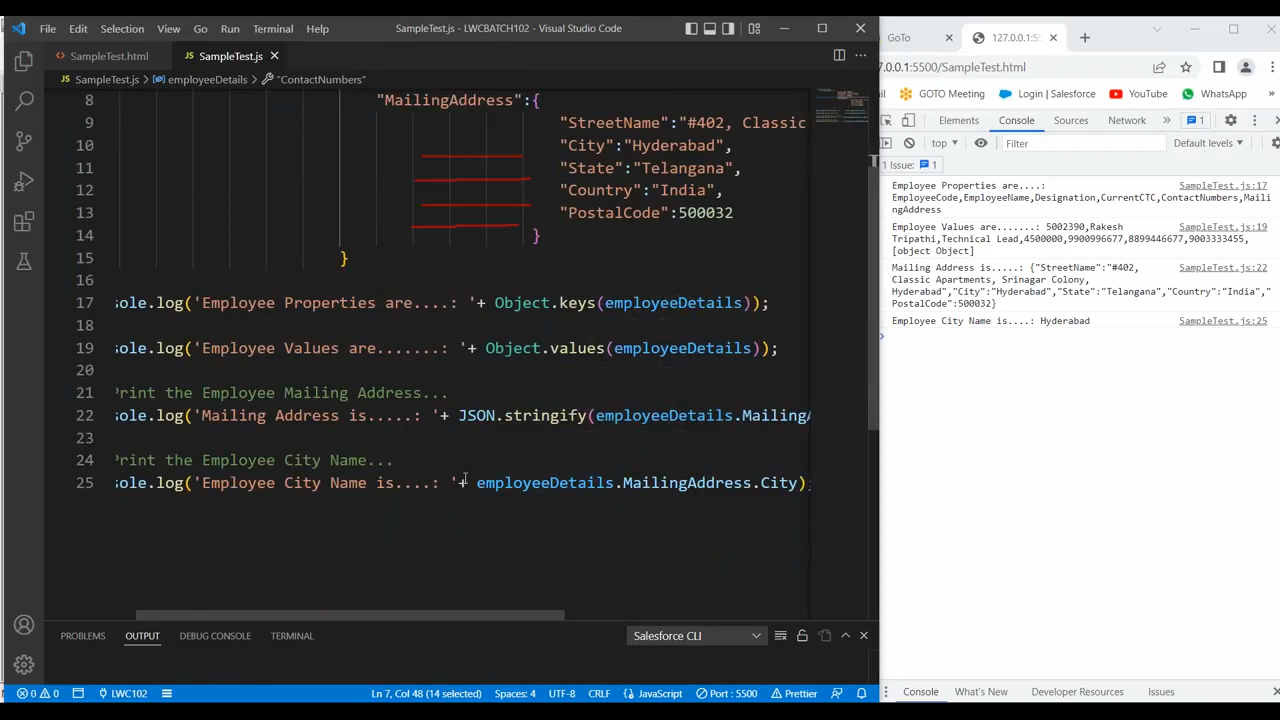 File Edit Selection View Go Run Terminal Help SampleTest.js - LWCBATCH102 - Visual Studio Code
SampleTest.html SampleTest.js
SampleTest.js > employeeDetails > "ContactNumbers"
8 "MailingAddress":{
9 "StreetName":"#402, Classic
10 "City":"Hyderabad",
11 "State":"Telangana",
12 "Country":"India",
13 "PostalCode":500032
14 }
15 }
16
17 sole.log('Employee Properties are....: '+ Object.keys(employeeDetails));
18
19 sole.log('Employee Values are.......: '+ Object.values(employeeDetails));
20
21 Print the Employee Mailing Address...
22 sole.log('Mailing Address is.....: '+ JSON.stringify(employeeDetails.MailingA
23
24 Print the Employee City Name...
25 sole.log('Employee City Name is....: '+ employeeDetails.MailingAddress.City);
PROBLEMS OUTPUT DEBUG CONSOLE TERMINAL Salesforce CLI
0 0 LWC102 Ln 7, Col 48 (14 selected) Spaces: 4 UTF-8 CRLF JavaScript Port : 5500 Prettier
GoTo 127.0.0.1:55
.0.0.1:5500/SampleTest.html
GOTO Meeting Login | Salesforce YouTube WhatsApp
Elements Console Sources Network 1
top Filter Default levels
1 Issue: 1
Employee Properties are....: SampleTest.js:17
EmployeeCode,EmployeeName,Designation,CurrentCTC,ContactNumbers,Maili
ngAddress
Employee Values are.......: 5002390,Rakesh SampleTest.js:19
Tripathi,Technical Lead,4500000,9900996677,8899446677,9003333455,
[object Object]
Mailing Address is.....: {"StreetName":"#402, SampleTest.js:22
Classic Apartments, Srinagar Colony,
Hyderabad","City":"Hyderabad","State":"Telangana","Country":"India","
PostalCode":500032}
Employee City Name is....: Hyderabad SampleTest.js:25
Console What's New Developer Resources Issues